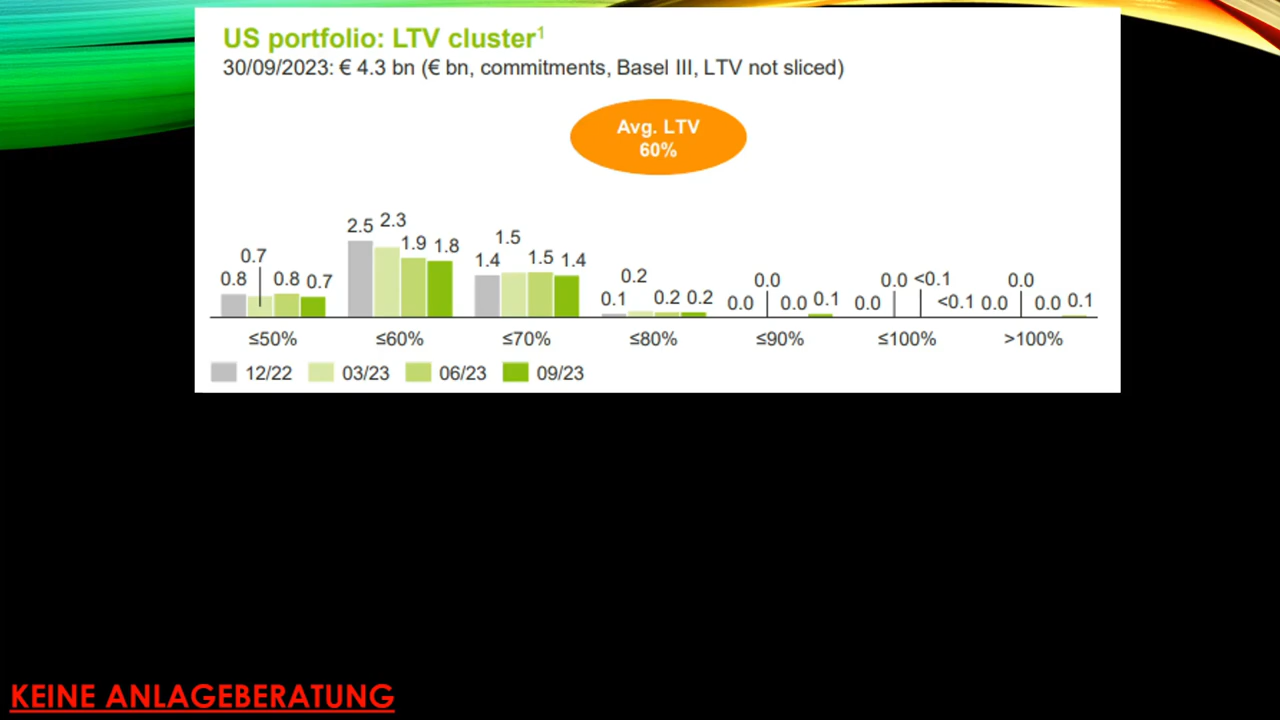 US portfolio: LTV cluster¹
30/09/2023: € 4.3 bn (€ bn, commitments, Basel III, LTV not sliced)
Avg. LTV
60%
0.8 0.7 0.8 0.7
2.5 2.3 1.9 1.8
1.4 1.5 1.5 1.4
0.1 0.2 0.2 0.2
0.0 0.0 0.0 0.1
0.0 0.0 <0.1 <0.1
0.0 0.0 0.0 0.1
≤50% ≤60% ≤70% ≤80% ≤90% ≤100% >100%
12/22 03/23 06/23 09/23
KEINE ANLAGEBERATUNG